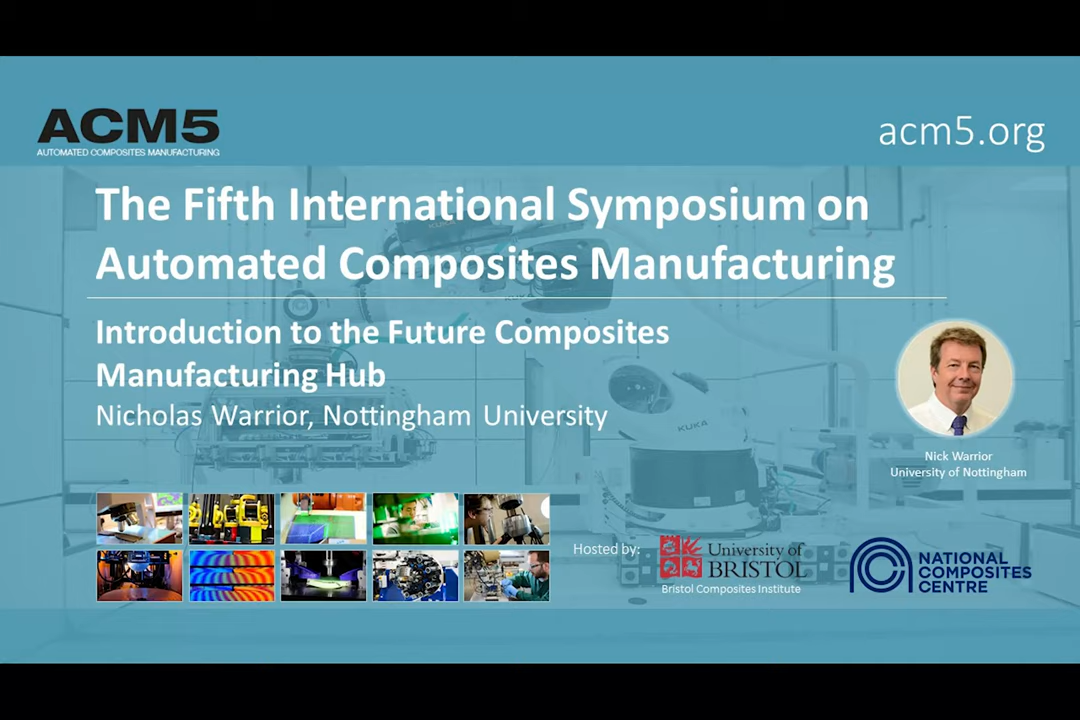 ACM5
AUTOMATED COMPOSITES MANUFACTURING
acm5.org
The Fifth International Symposium on
Automated Composites Manufacturing
Introduction to the Future Composites
Manufacturing Hub
Nicholas Warrior, Nottingham University
KUKA
KUKA
KUKA
Nick Warrior
University of Nottingham
Hosted by:
University of
BRISTOL
Bristol Composites Institute
NATIONAL
COMPOSITES
CENTRE